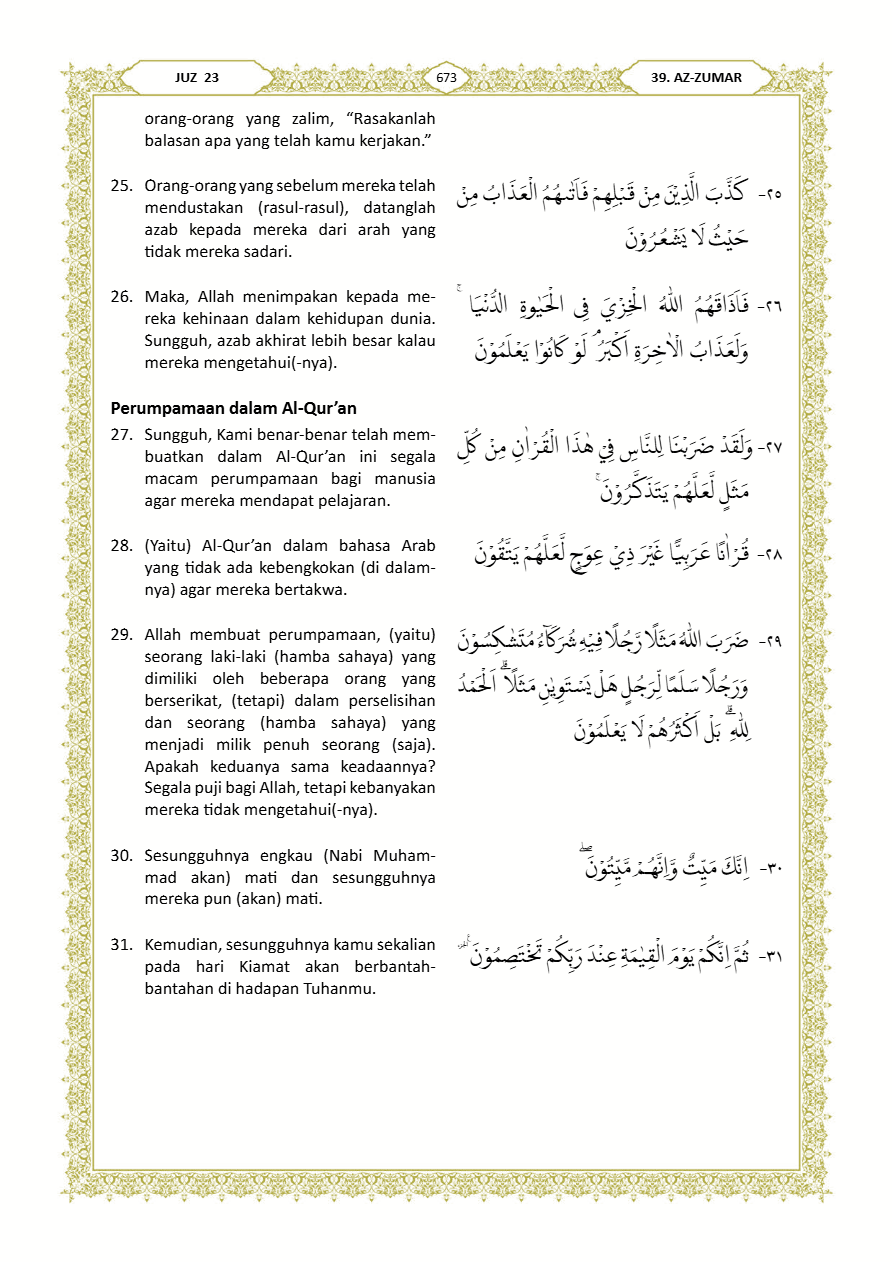 JUZ 23
673
39. AZ-ZUMAR
orang-orang yang zalim, “Rasakanlah
balasan apa yang telah kamu kerjakan.”
25. Orang-orang yang sebelum mereka telah
mendustakan (rasul-rasul), datanglah
azab kepada mereka dari arah yang
tidak mereka sadari.
٢٥- كَذَّبَ الَّذِيْنَ مِنْ قَبْلِهِمْ فَاَتٰىهُمُ الْعَذَابُ مِنْ
حَيْثُ لَا يَشْعُرُوْنَ
26. Maka, Allah menimpakan kepada me-
reka kehinaan dalam kehidupan dunia.
Sungguh, azab akhirat lebih besar kalau
mereka mengetahui(-nya).
٢٦- فَاَذَاقَهُمُ اللّٰهُ الْخِزْيَ فِى الْحَيٰوةِ الدُّنْيَا ۚ
وَلَعَذَابُ الْاٰخِرَةِ اَكْبَرُ ۘ لَوْ كَانُوْا يَعْلَمُوْنَ
Perumpamaan dalam Al-Qur’an
27. Sungguh, Kami benar-benar telah mem-
buatkan dalam Al-Qur’an ini segala
macam perumpamaan bagi manusia
agar mereka mendapat pelajaran.
٢٧- وَلَقَدْ ضَرَبْنَا لِلنَّاسِ فِيْ هٰذَا الْقُرْاٰنِ مِنْ كُلِّ
مَثَلٍ لَّعَلَّهُمْ يَتَذَكَّرُوْنَ ۚ
28. (Yaitu) Al-Qur’an dalam bahasa Arab
yang tidak ada kebengkokan (di dalam-
nya) agar mereka bertakwa.
٢٨- قُرْاٰنًا عَرَبِيًّا غَيْرَ ذِيْ عِوَجٍ لَّعَلَّهُمْ يَتَّقُوْنَ
29. Allah membuat perumpamaan, (yaitu)
seorang laki-laki (hamba sahaya) yang
dimiliki oleh beberapa orang yang
berserikat, (tetapi) dalam perselisihan
dan seorang (hamba sahaya) yang
menjadi milik penuh seorang (saja).
Apakah keduanya sama keadaannya?
Segala puji bagi Allah, tetapi kebanyakan
mereka tidak mengetahui(-nya).
٢٩- ضَرَبَ اللّٰهُ مَثَلًا رَّجُلًا فِيْهِ شُرَكَاۤءُ مُتَشٰكِسُوْنَ
وَرَجُلًا سَلَمًا لِّرَجُلٍ هَلْ يَسْتَوِيٰنِ مَثَلًا ۗ اَلْحَمْدُ
لِلّٰهِ ۗ بَلْ اَكْثَرُهُمْ لَا يَعْلَمُوْنَ
30. Sesungguhnya engkau (Nabi Muham-
mad akan) mati dan sesungguhnya
mereka pun (akan) mati.
٣٠- اِنَّكَ مَيِّتٌ وَّاِنَّهُمْ مَّيِّتُوْنَ ۖ
31. Kemudian, sesungguhnya kamu sekalian
pada hari Kiamat akan berbantah-
bantahan di hadapan Tuhanmu.
٣١- ثُمَّ اِنَّكُمْ يَوْمَ الْقِيٰمَةِ عِنْدَ رَبِّكُمْ تَخْتَصِمُوْنَ